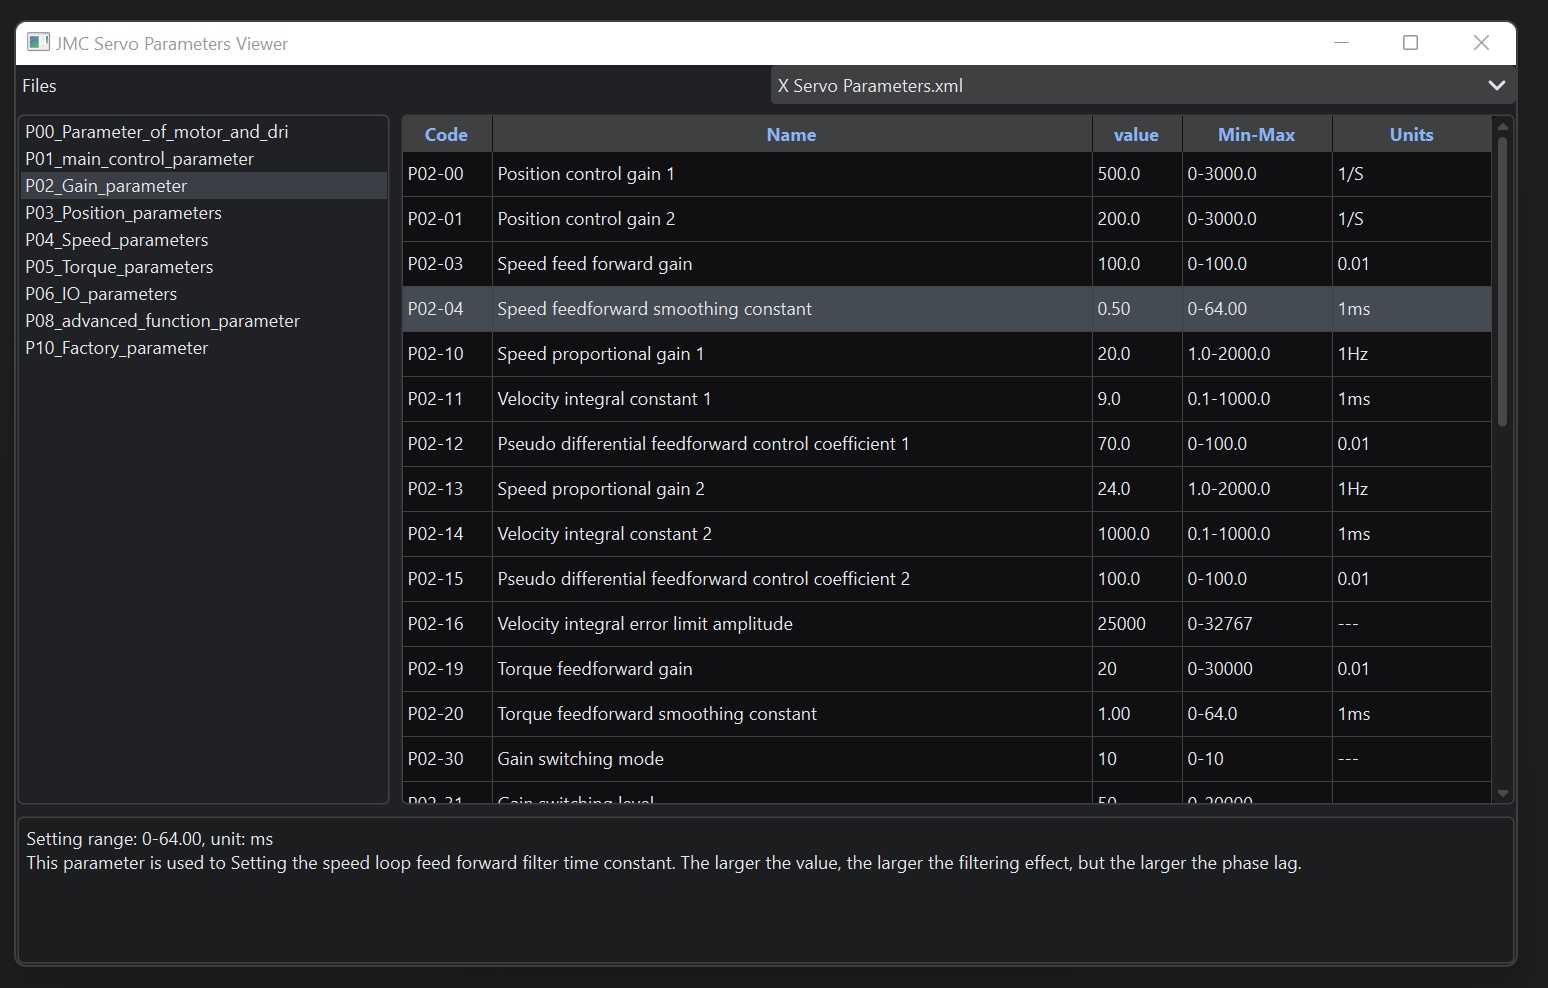 JMC Servo Parameters Viewer
Files
X Servo Parameters.xml
P00_Parameter_of_motor_and_dri
P01_main_control_parameter
P02_Gain_parameter
P03_Position_parameters
P04_Speed_parameters
P05_Torque_parameters
P06_IO_parameters
P08_advanced_function_parameter
P10_Factory_parameter
Code Name value Min-Max Units
P02-00 Position control gain 1 500.0 0-3000.0 1/S
P02-01 Position control gain 2 200.0 0-3000.0 1/S
P02-03 Speed feed forward gain 100.0 0-100.0 0.01
P02-04 Speed feedforward smoothing constant 0.50 0-64.00 1ms
P02-10 Speed proportional gain 1 20.0 1.0-2000.0 1Hz
P02-11 Velocity integral constant 1 9.0 0.1-1000.0 1ms
P02-12 Pseudo differential feedforward control coefficient 1 70.0 0-100.0 0.01
P02-13 Speed proportional gain 2 24.0 1.0-2000.0 1Hz
P02-14 Velocity integral constant 2 1000.0 0.1-1000.0 1ms
P02-15 Pseudo differential feedforward control coefficient 2 100.0 0-100.0 0.01
P02-16 Velocity integral error limit amplitude 25000 0-32767 ---
P02-19 Torque feedforward gain 20 0-30000 0.01
P02-20 Torque feedforward smoothing constant 1.00 0-64.0 1ms
P02-30 Gain switching mode 10 0-10 ---
P02-31 Gain switching level 50 0-20000
Setting range: 0-64.00, unit: ms
This parameter is used to Setting the speed loop feed forward filter time constant. The larger the value, the larger the filtering effect, but the larger the phase lag.